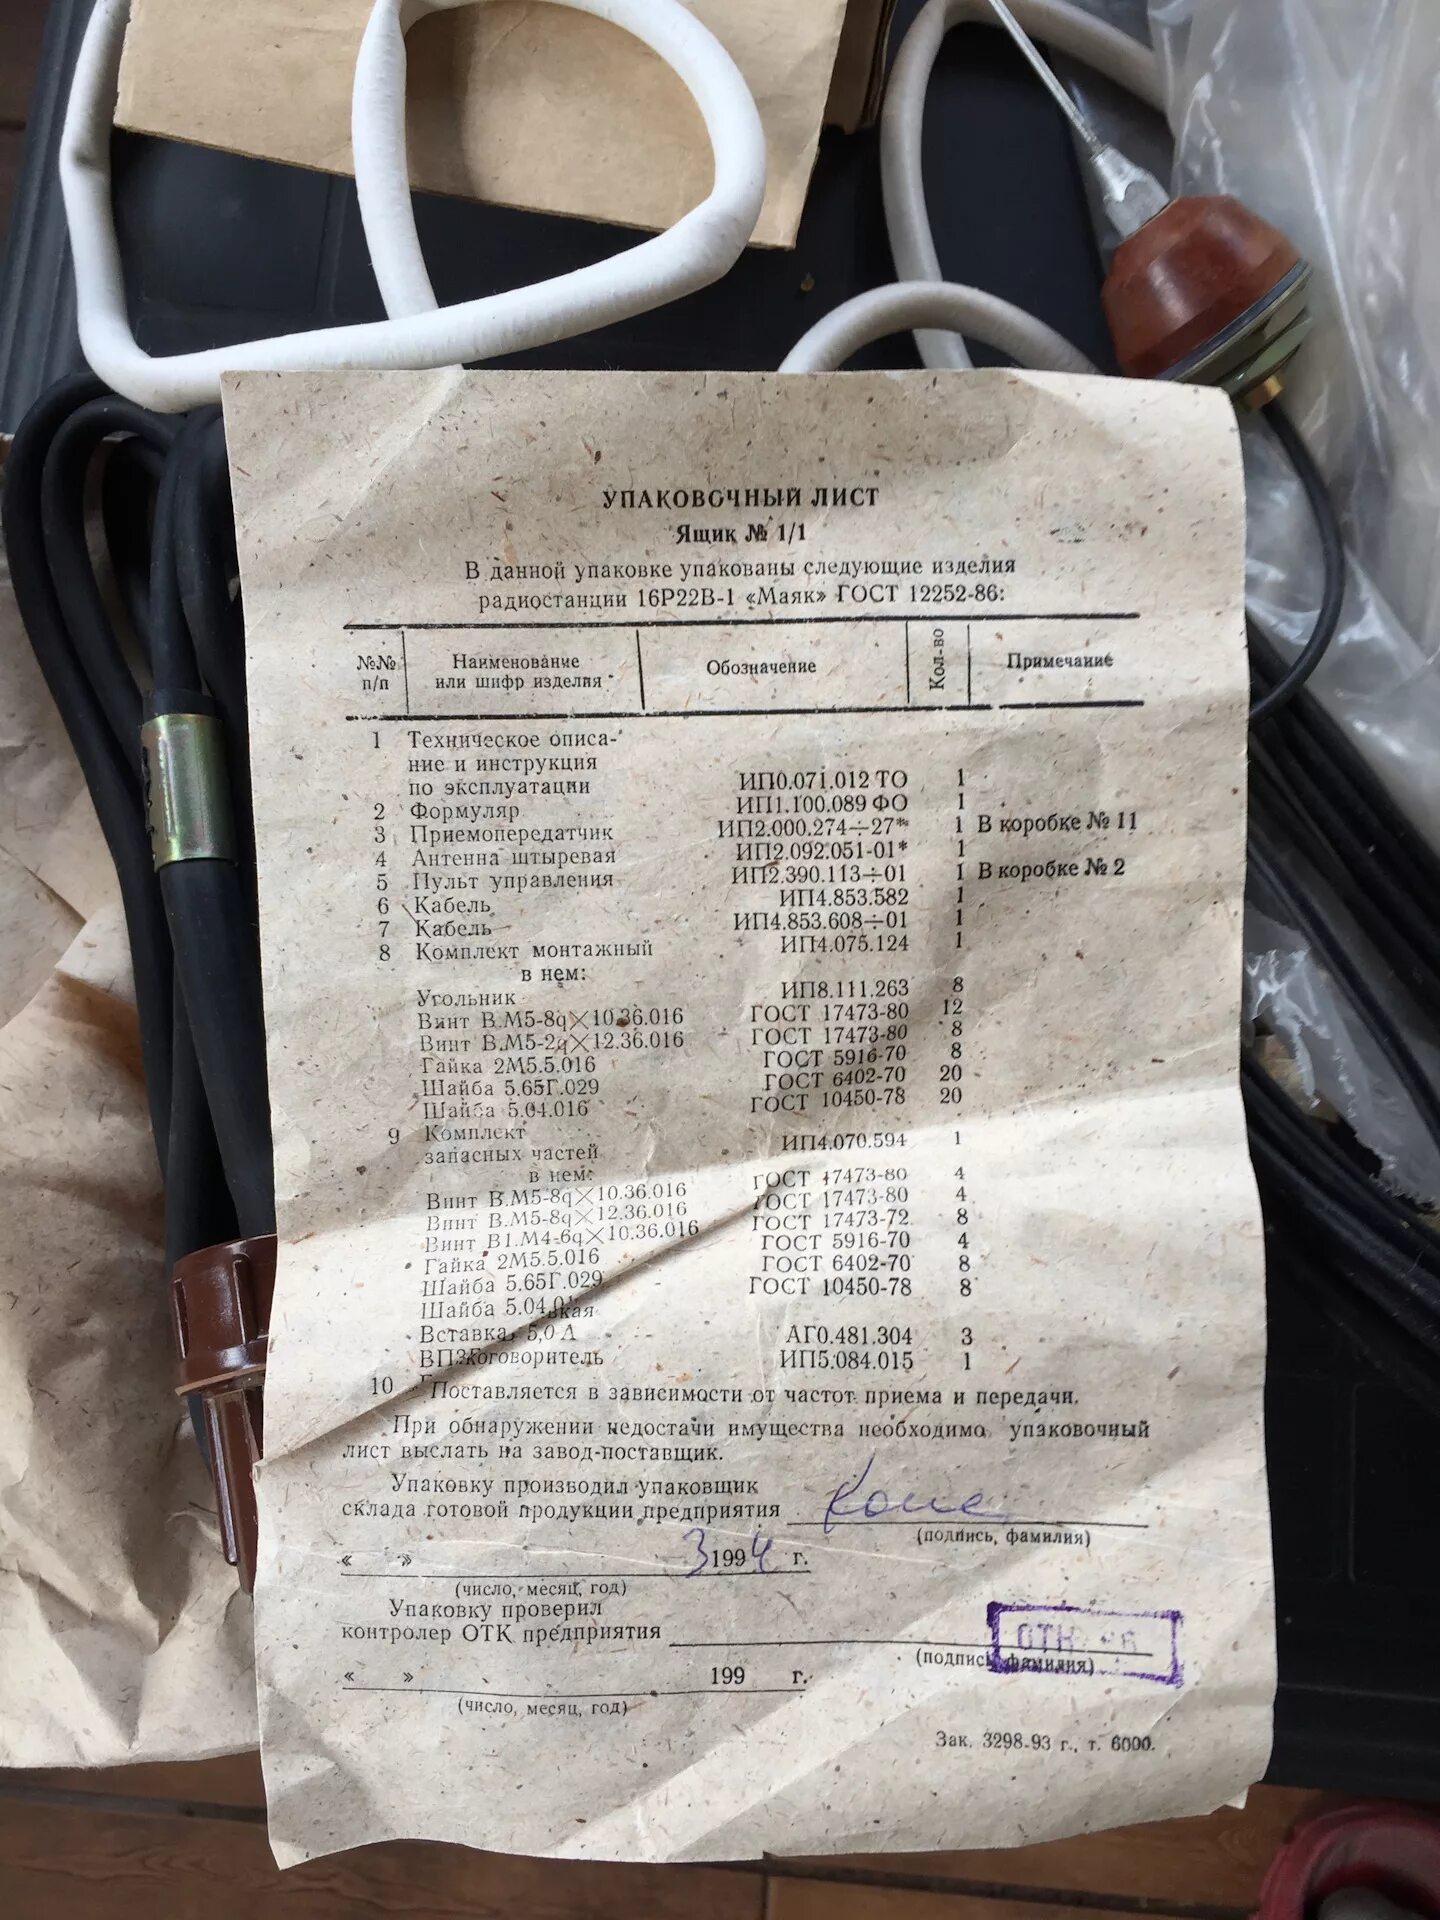 УПАКОВОЧНЫЙ ЛИСТ
Ящик № 1/1
В данной упаковке упакованы следующие изделия
радиостанции 16Р22В-1 «Маяк» ГОСТ 12252-86:
№№ п/п Наименование или шифр изделия Обозначение Кол-во Примечание
1 Техническое описа-
ние и инструкция
по эксплуатации ИП0.071.012 ТО 1
2 Формуляр ИП1.100.089 ФО 1
3 Приемопередатчик ИП2.000.274÷27* 1 В коробке № 11
4 Антенна штыревая ИП2.092.051-01* 1
5 Пульт управления ИП2.390.113÷01 1 В коробке № 2
6 Кабель ИП4.853.582 1
7 Кабель ИП4.853.608÷01 1
8 Комплект монтажный ИП4.075.124 1
в нем:
Угольник ИП8.111.263 8
Винт В.М5-8q×10.36.016 ГОСТ 17473-80 12
Винт В.М5-2q×12.36.016 ГОСТ 17473-80 8
Гайка 2М5.5.016 ГОСТ 5916-70 8
Шайба 5.65Г.029 ГОСТ 6402-70 20
Шайба 5.04.016 ГОСТ 10450-78 20
9 Комплект
запасных частей ИП4.070.594 1
в нем:
Винт В.М5-8q×10.36.016 ГОСТ 17473-80 4
Винт В.М5-8q×12.36.016 ГОСТ 17473-80 4
Винт В1.М4-6q×10.36.016 ГОСТ 17473-72 8
Гайка 2М5.5.016 ГОСТ 5916-70 4
Шайба 5.65Г.029 ГОСТ 6402-70 8
Шайба 5.04.0 ГОСТ 10450-78 8
Вставка 5,0 А АГ0.481.304 3
коговоритель ИП5.084.015 1
10 Поставляется в зависимости от частот приема и передачи.
При обнаружении недостачи имущества необходимо упаковочный
лист выслать на завод-поставщик.
Упаковку производил упаковщик
склада готовой продукции предприятия
(подпись, фамилия)
« » 3 1994 г.
(число, месяц, год)
Упаковку проверил
контролер ОТК предприятия
ОТК
(подпись, фамилия)
« » 199 г.
(число, месяц, год)
Зак. 3298-93 г., т. 6000.